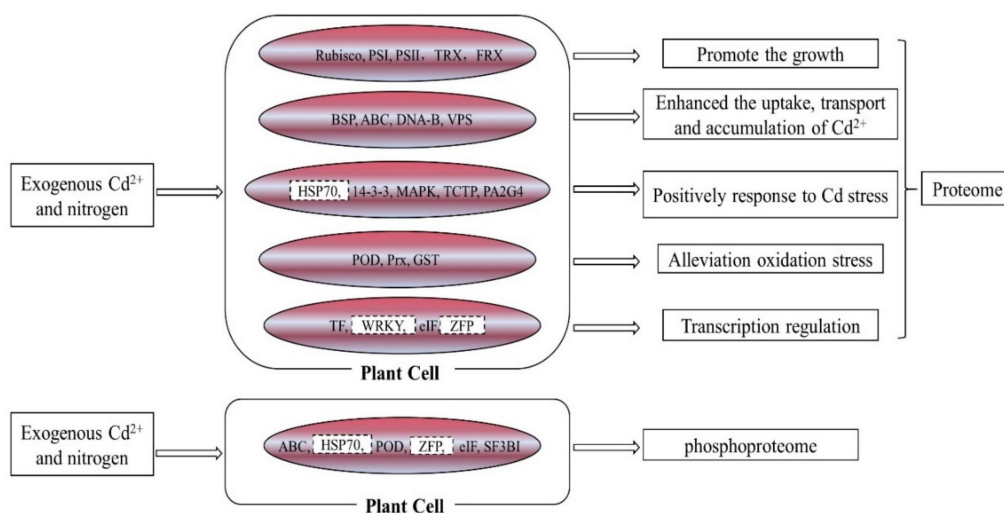 Rubisco, PSI, PSII, TRX, FRX
Promote the growth
BSP, ABC, DNA-B, VPS
Enhanced the uptake, transport
and accumulation of Cd²⁺
Exogenous Cd²⁺
and nitrogen
HSP70, 14-3-3, MAPK, TCTP, PA2G4
Positively response to Cd stress
Proteome
POD, Prx, GST
Alleviation oxidation stress
TF, WRKY, eIF, ZFP
Transcription regulation
Plant Cell
Exogenous Cd²⁺
and nitrogen
ABC, HSP70, POD, ZFP, eIF, SF3BI
phosphoproteome
Plant Cell